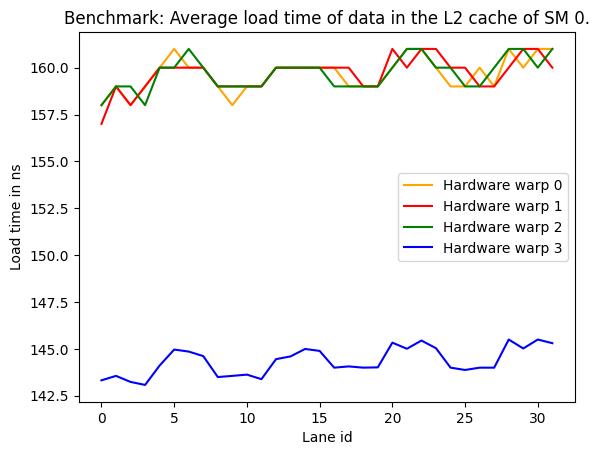 Benchmark: Average load time of data in the L2 cache of SM 0.
160.0
157.5
155.0
152.5
150.0
147.5
145.0
142.5
Load time in ns
Hardware warp 0
Hardware warp 1
Hardware warp 2
Hardware warp 3
0 5 10 15 20 25 30
Lane id